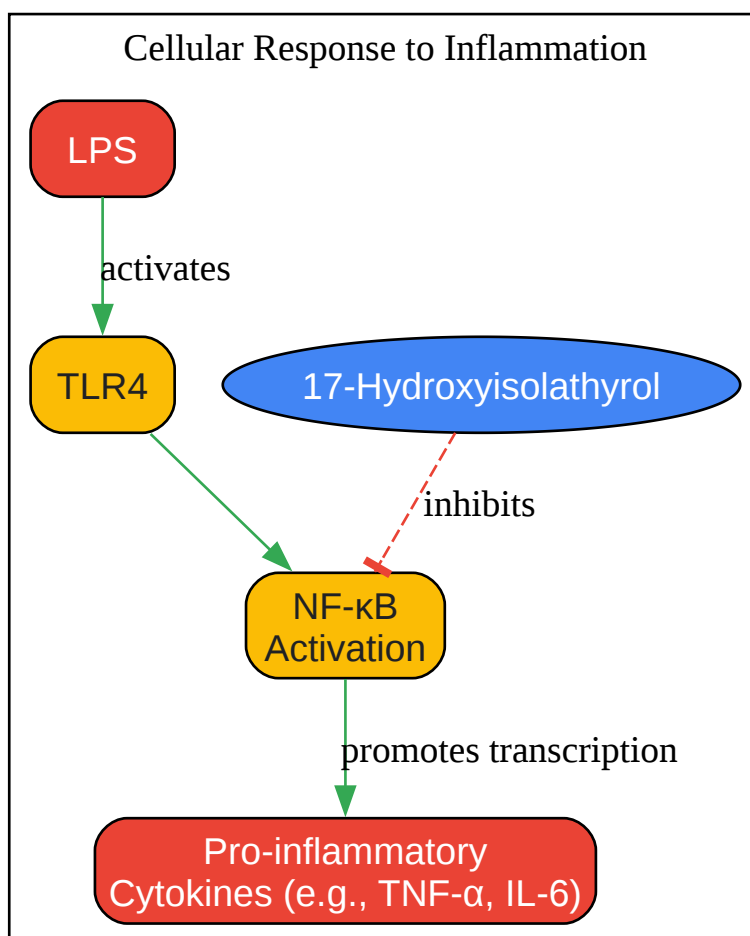 Cellular Response to Inflammation
LPS
activates
TLR4
17-Hydroxyisolathyrol
inhibits
NF-κB
Activation
promotes transcription
Pro-inflammatory
Cytokines (e.g., TNF-α, IL-6)